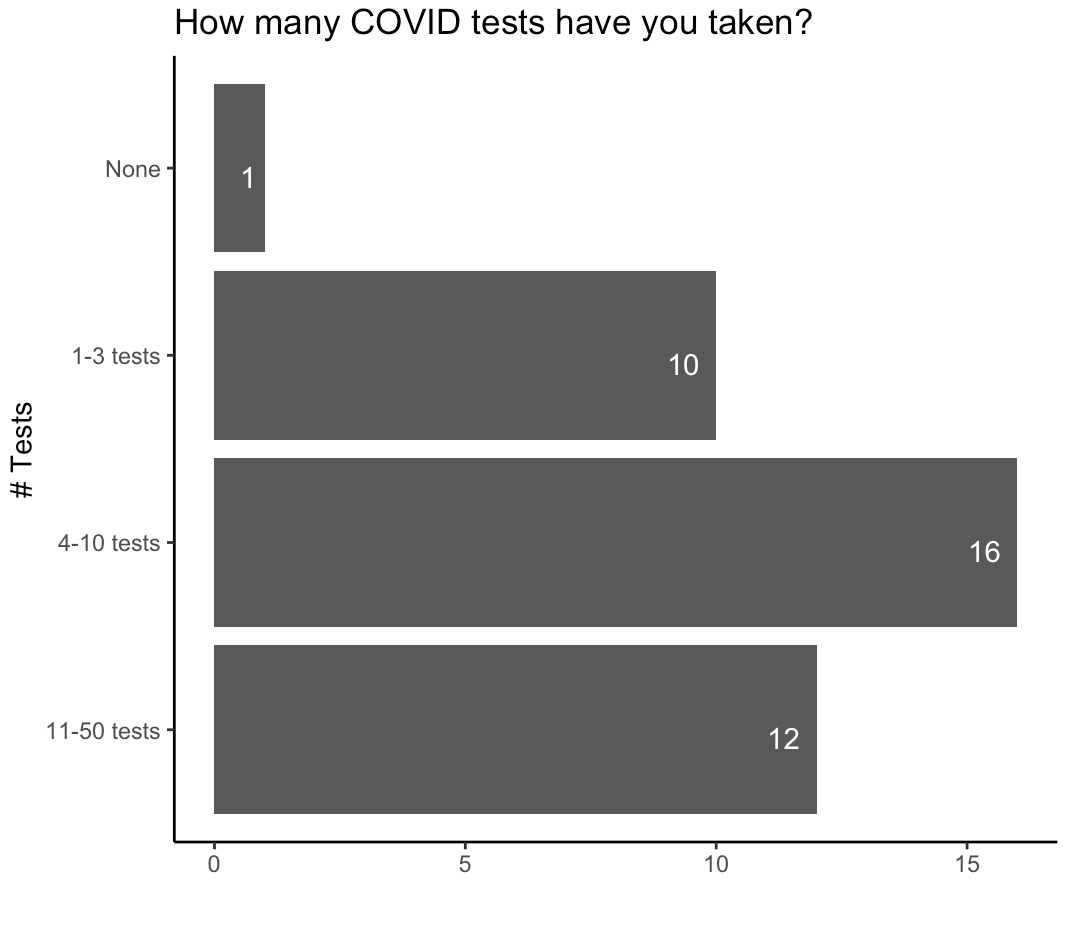 How many COVID tests have you taken?
None
1
1-3 tests
10
# Tests
4-10 tests
16
11-50 tests
12
0 5 10 15